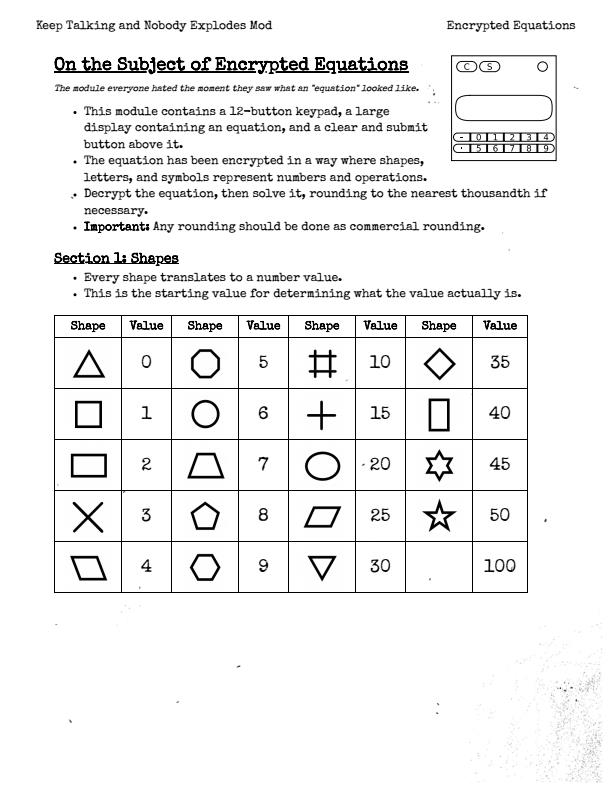 Keep Talking and Nobody Explodes Mod Encrypted Equations
On the Subject of Encrypted Equations
The module everyone hated the moment they saw what an "equation" looked like.
• This module contains a 12-button keypad, a large
display containing an equation, and a clear and submit
button above it.
• The equation has been encrypted in a way where shapes,
letters, and symbols represent numbers and operations.
• Decrypt the equation, then solve it, rounding to the nearest thousandth if
necessary.
• Important: Any rounding should be done as commercial rounding.
C S
- 0 1 2 3 4
. 5 6 7 8 9
Section 1: Shapes
• Every shape translates to a number value.
• This is the starting value for determining what the value actually is.
Shape Value Shape Value Shape Value Shape Value
0 5 10 35
1 6 15 40
2 7 20 45
3 8 25 50
4 9 30 100